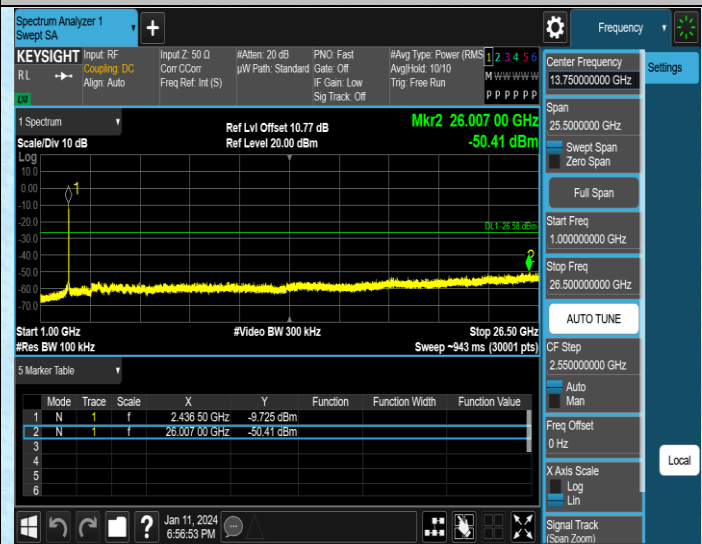 Spectrum Analyzer 1
Swept SA
+
Frequency
KEYSIGHT
RL
LXI
Input: RF
Coupling: DC
Align: Auto
Input Z: 50 Ω
Corr CCorr
Freq Ref: Int (S)
#Atten: 20 dB
µW Path: Standard
PNO: Fast
Gate: Off
IF Gain: Low
Sig Track: Off
#Avg Type: Power (RMS
Avg|Hold: 10/10
Trig: Free Run
1 2 3 4 5 6
M W W W W W
P P P P P P
Center Frequency
13.750000000 GHz
Settings
Span
25.5000000 GHz
Swept Span
Zero Span
Full Span
Start Freq
1.000000000 GHz
Stop Freq
26.500000000 GHz
AUTO TUNE
CF Step
2.550000000 GHz
Auto
Man
Freq Offset
0 Hz
X Axis Scale
Log
Lin
Signal Track
(Span Zoom)
Local
1 Spectrum
Scale/Div 10 dB
Ref Lvl Offset 10.77 dB
Ref Level 20.00 dBm
Mkr2 26.007 00 GHz
-50.41 dBm
Log
10.0
0.00
-10.0
-20.0
-30.0
-40.0
-50.0
-60.0
-70.0
1
DL1 -26.58 dBm
2
Start 1.00 GHz
#Res BW 100 kHz
#Video BW 300 kHz
Stop 26.50 GHz
Sweep ~943 ms (30001 pts)
5 Marker Table
Mode Trace Scale X Y Function Function Width Function Value
1 N 1 f 2.436 50 GHz -9.725 dBm
2 N 1 f 26.007 00 GHz -50.41 dBm
3
4
5
6
?
Jan 11, 2024
6:56:53 PM